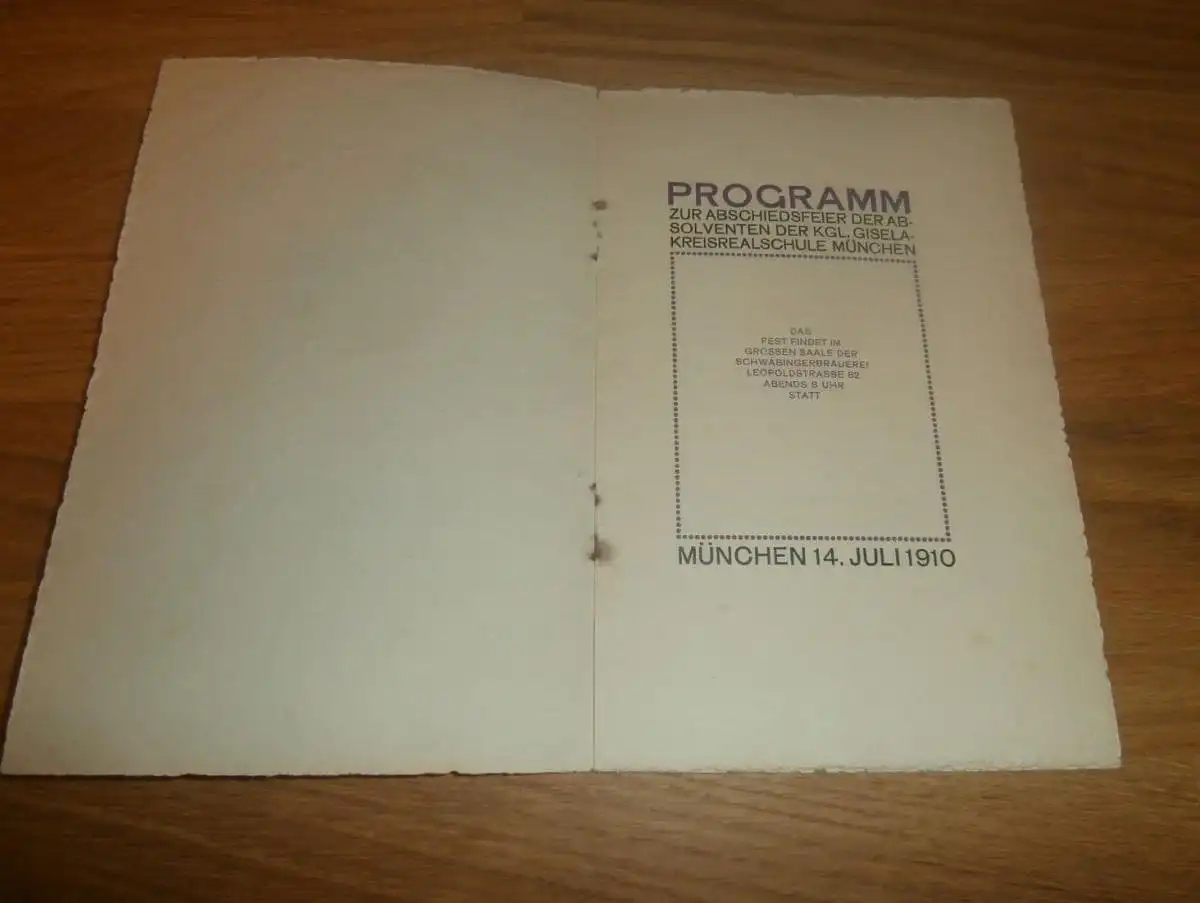 PROGRAMM
ZUR ABSCHIEDSFEIER DER AB-
SOLVENTEN DER KGL. GISELA-
KREISREALSCHULE MÜNCHEN
DAS
FEST FINDET IM
GROSSEN SAALE DER
SCHWABINGERBRAUEREI
LEOPOLDSTRASSE 82
ABENDS 8 UHR
STATT
MÜNCHEN 14. JULI 1910